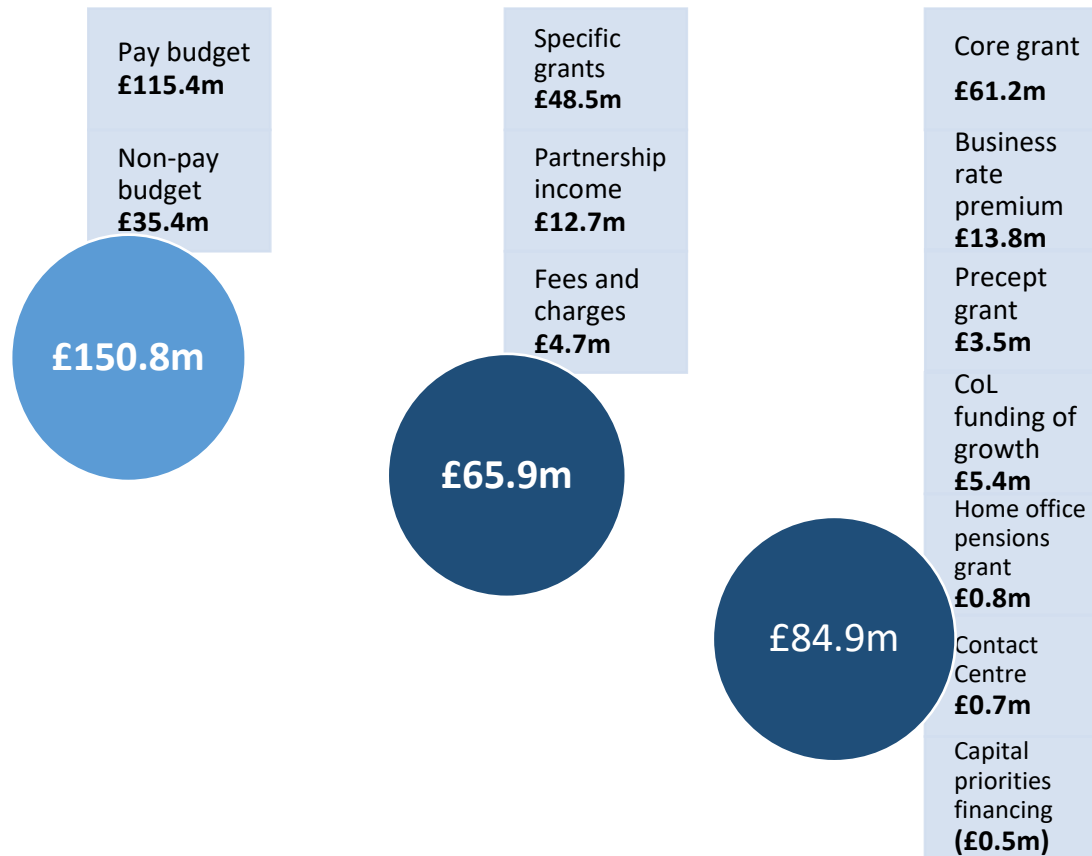 Pay budget
£115.4m
Non-pay
budget
£35.4m
£150.8m
Specific
grants
£48.5m
Partnership
income
£12.7m
Fees and
charges
£4.7m
£65.9m
Core grant
£61.2m
Business
rate
premium
£13.8m
Precept
grant
£3.5m
CoL
funding of
growth
£5.4m
Home office
pensions
grant
£0.8m
Contact
Centre
£0.7m
Capital
priorities
financing
(£0.5m)
£84.9m